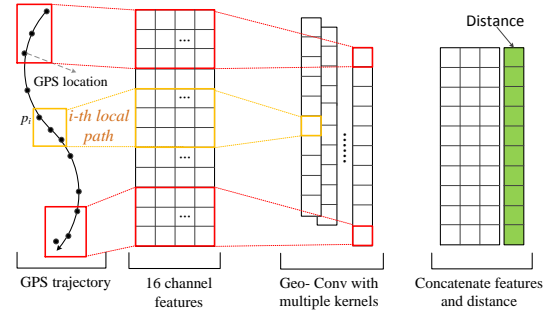 Distance
GPS location
p_i
i-th local
path
...
...
...
...
......
GPS trajectory
16 channel
features
Geo- Conv with
multiple kernels
Concatenate features
and distance